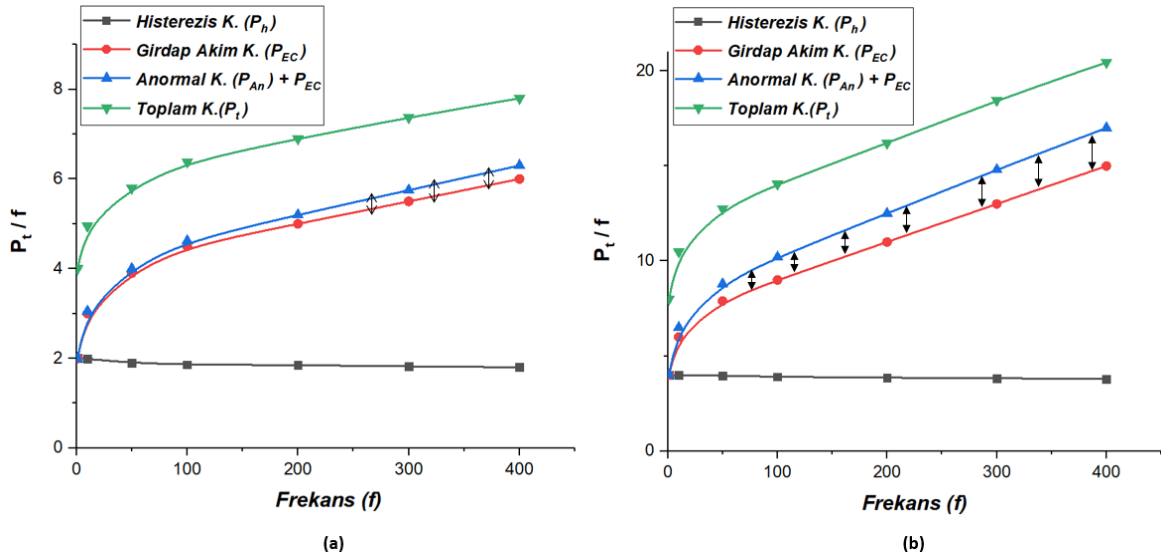 Histerezis K. (Ph)
Girdap Akim K. (PEC)
Anormal K. (PAn) + PEC
Toplam K.(Pt)
8
6
4
2
0
Pt / f
0 100 200 300 400
Frekans (f)
(a)
Histerezis K. (Ph)
Girdap Akim K. (PEC)
Anormal K. (PAn) + PEC
Toplam K.(Pt)
20
10
0
Pt / f
0 100 200 300 400
Frekans (f)
(b)